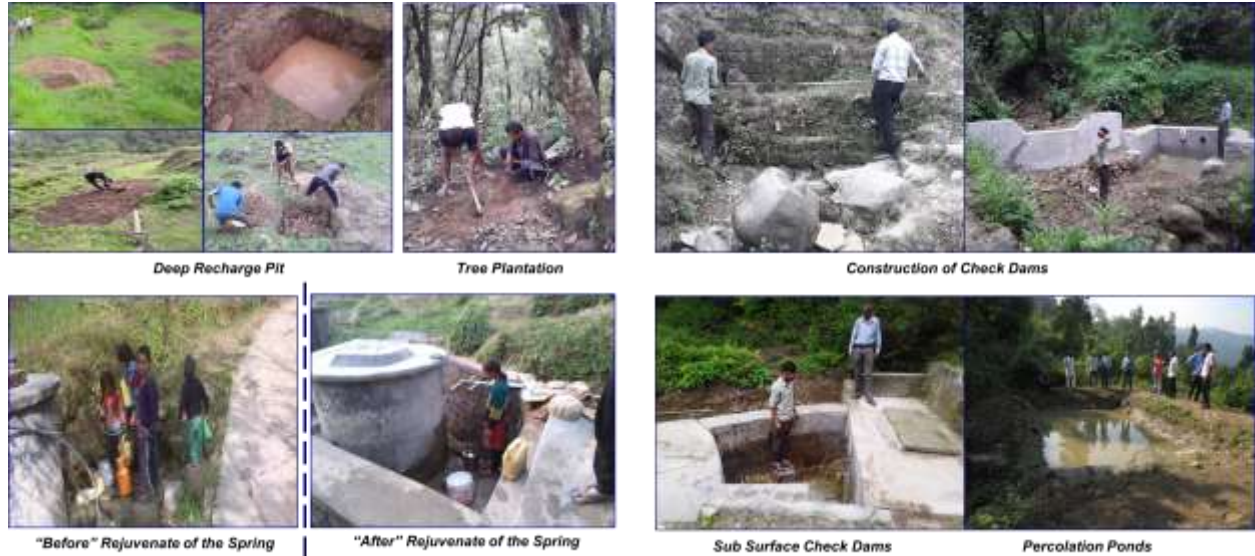 Deep Recharge Pit
Tree Plantation
Construction of Check Dams
"Before" Rejuvenate of the Spring
"After" Rejuvenate of the Spring
Sub Surface Check Dams
Percolation Ponds